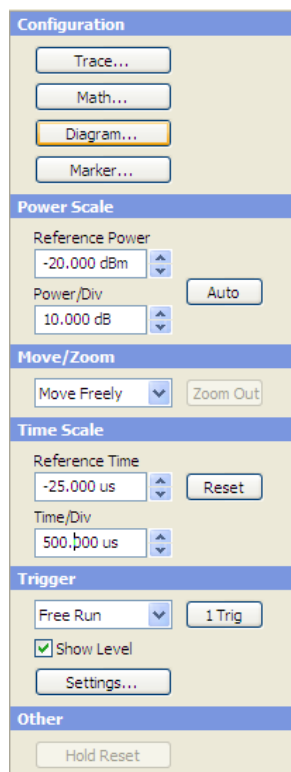 Configuration
Trace...
Math...
Diagram...
Marker...
Power Scale
Reference Power
-20.000 dBm
Auto
Power/Div
10.000 dB
Move/Zoom
Move Freely Zoom Out
Time Scale
Reference Time
-25.000 us Reset
Time/Div
500.000 us
Trigger
Free Run 1 Trig
Show Level
Settings...
Other
Hold Reset